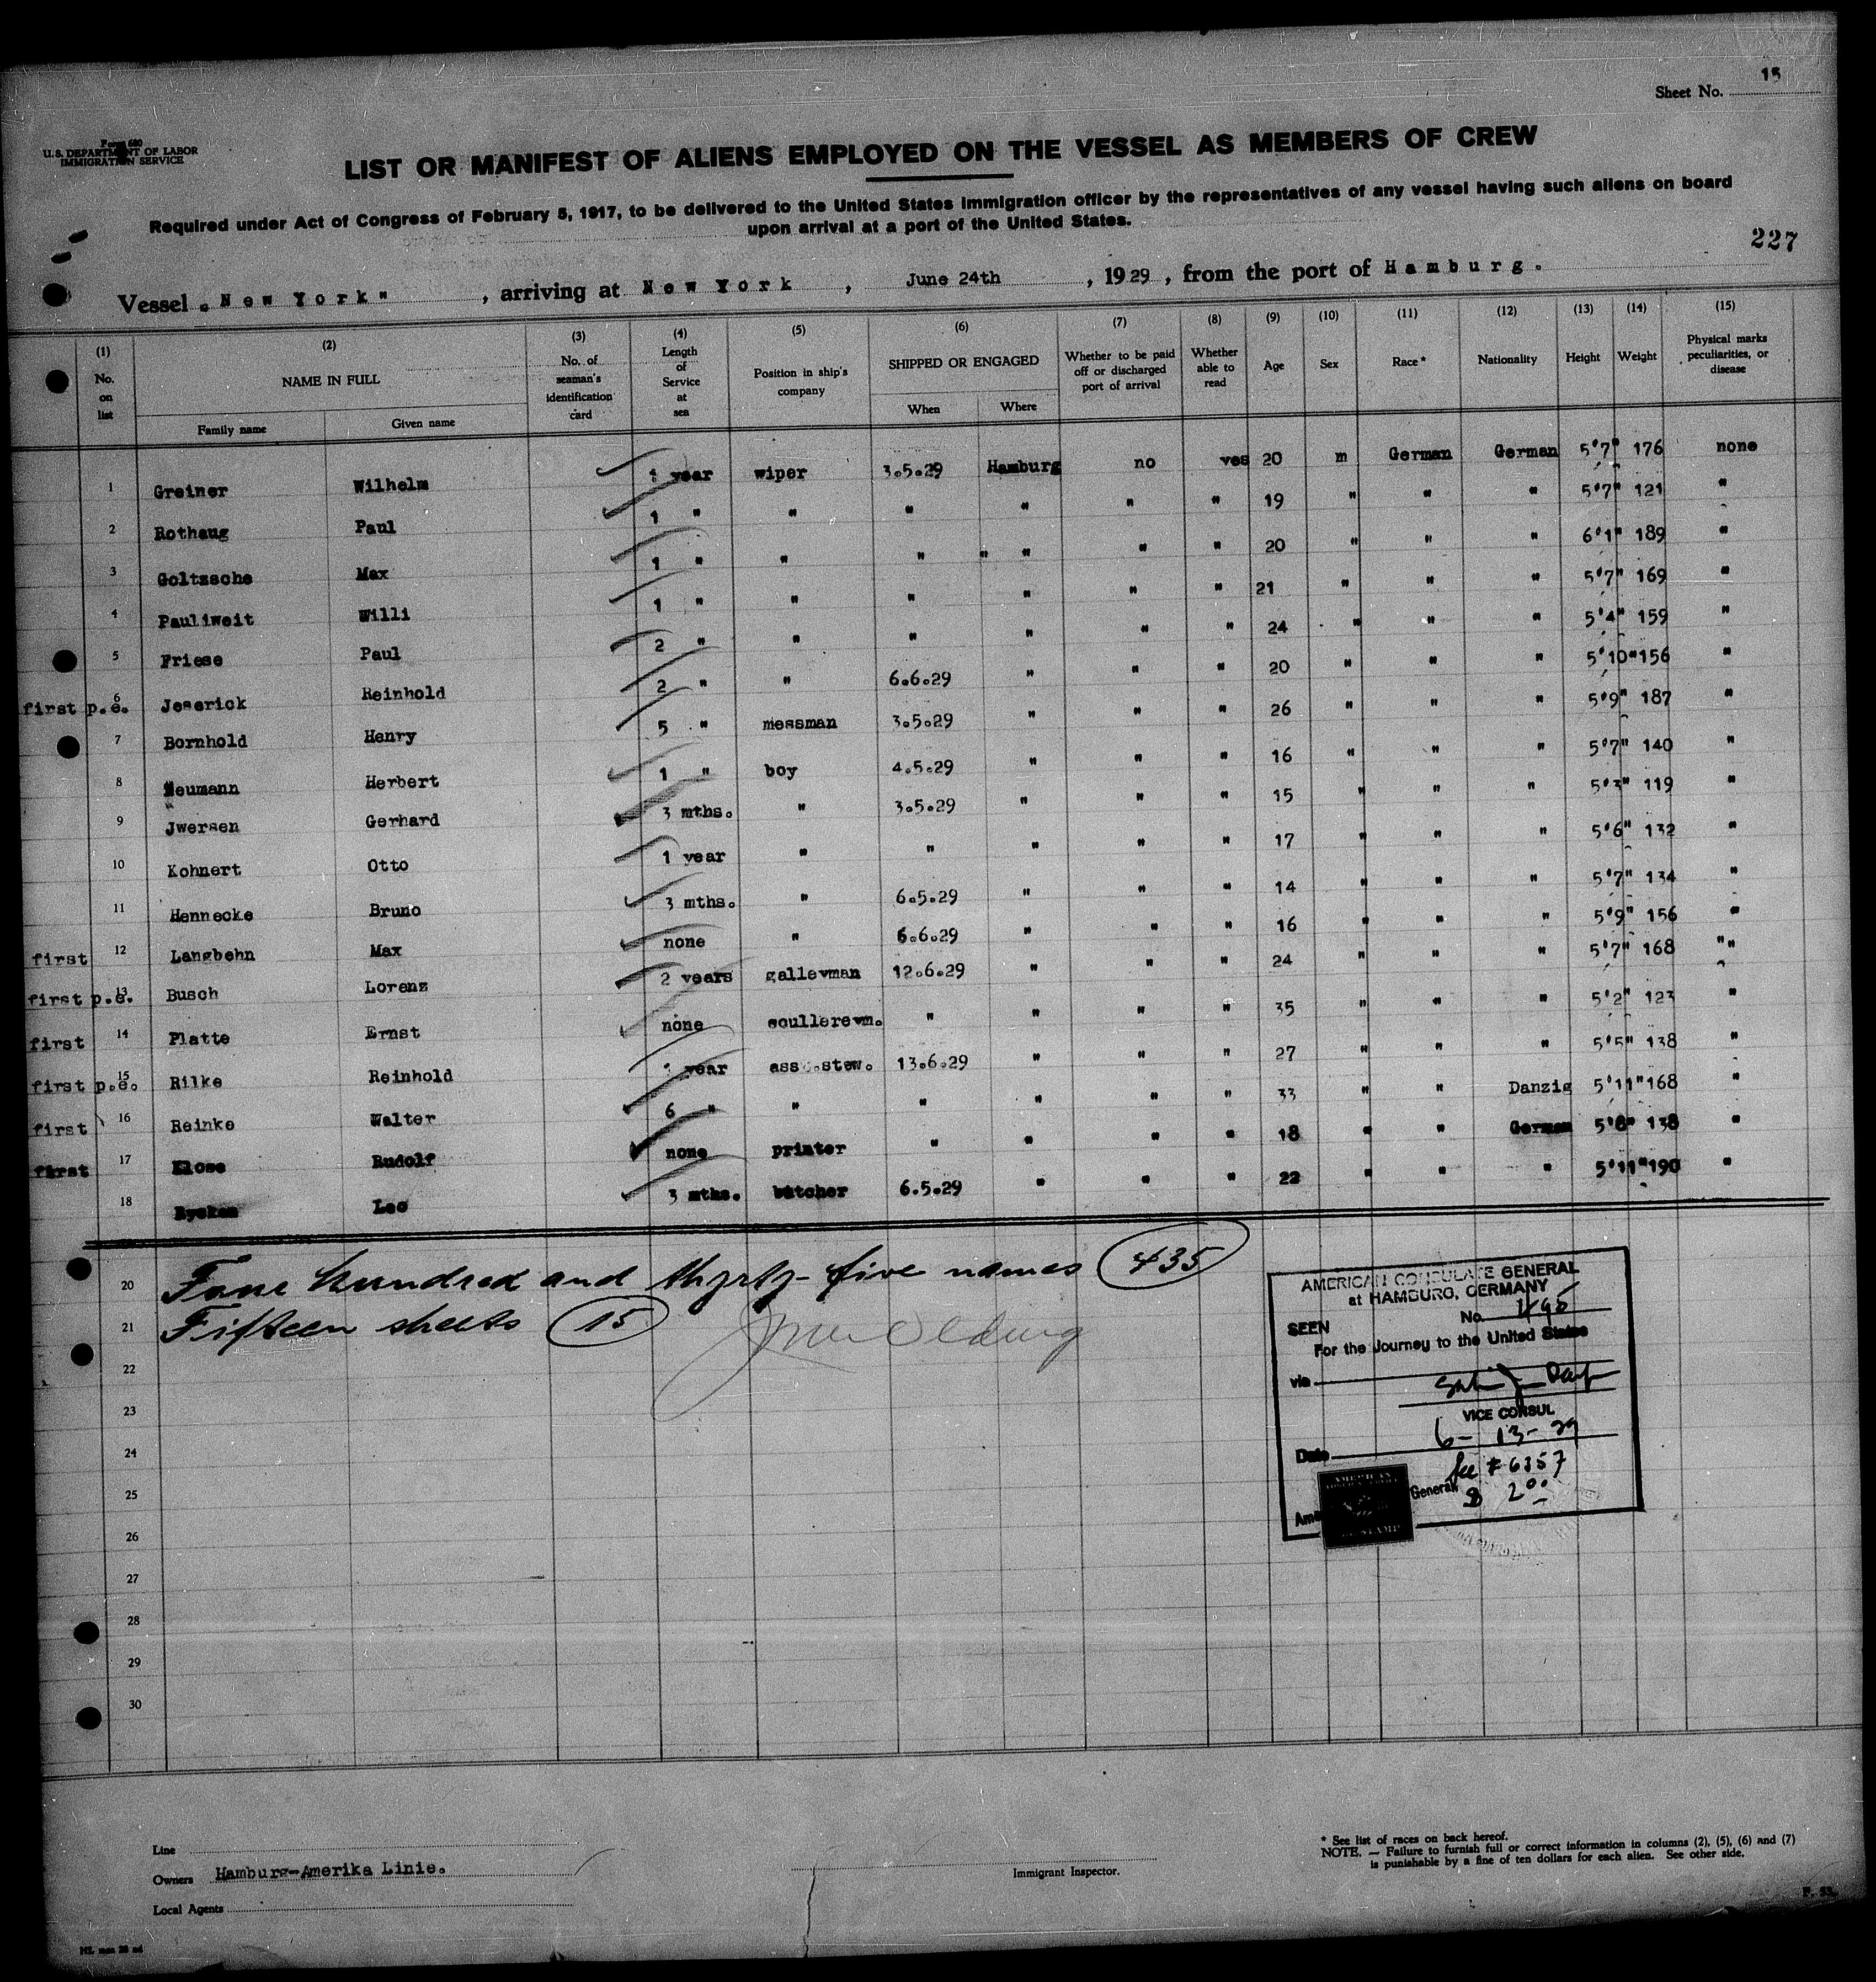 15
Sheet No.
Form 680
U.S. DEPARTMENT OF LABOR
IMMIGRATION SERVICE
LIST OR MANIFEST OF ALIENS EMPLOYED ON THE VESSEL AS MEMBERS OF CREW
Required under Act of Congress of February 5, 1917, to be delivered to the United States immigration officer by the representatives of any vessel having such aliens on board
upon arrival at a port of the United States.
227
Vessel "New York", arriving at New York, June 24th, 1929, from the port of Hamburg.
(1) No. on list (2) NAME IN FULL Family name Given name (3) No. of seaman's identification card (4) Length of Service at sea (5) Position in ship's company (6) SHIPPED OR ENGAGED When Where (7) Whether to be paid off or discharged port of arrival (8) Whether able to read (9) Age (10) Sex (11) Race* (12) Nationality (13) Height (14) Weight (15) Physical marks peculiarities, or disease
1 Greiner Wilhelm 1 year wiper 3.5.29 Hamburg no yes 20 m German German 5'7" 176 none
2 Rothaug Paul 1 " " " " " " 19 " " " 5'7" 121 "
3 Goltzsche Max 1 " " " " " " " 20 " " " 6'1" 189 "
4 Pauliweit Willi 1 " " " " " " 21 " " " 5'7" 169 "
5 Friese Paul 2 " " " " " " 24 " " " 5'4" 159 "
first p.e. 6 Jeserick Reinhold 2 " " 6.6.29 " " " 20 " " " 5'10" 156 "
7 Bornhold Henry 5 " messman 3.5.29 " " " 26 " " " 5'9" 187 "
8 Neumann Herbert 1 " boy 4.5.29 " " " 16 " " " 5'7" 140 "
9 Jwersen Gerhard 3 mths. " 3.5.29 " " " 15 " " " 5'3" 119 "
10 Kohnert Otto 1 year " " " " " 17 " " " 5'6" 132 "
11 Hennecke Bruno 3 mths. " 6.5.29 " " " 14 " " " 5'7" 134 "
first 12 Langbehn Max none " 6.6.29 " " " 16 " " " 5'9" 156 "
first p.e. 13 Busch Lorenz 2 years galleyman 12.6.29 " " " 24 " " " 5'7" 168 ""
first 14 Platte Ernst none scullerevm. " " " " 35 " " " 5'2" 123 "
first p.e. 15 Rilke Reinhold 1 year ass.stew. 13.6.29 " " " 27 " " " 5'5" 138 "
first 16 Reinke Walter 6 " " " " " " 33 " " Danzig 5'11" 168 "
first 17 Klose Rudolf none printer " " " " 18 " " German 5'8" 138 "
18 Leo 3 mths. butcher 6.5.29 " " " 22 " " " 5'11" 190 "
20 Four hundred and thyrty-five names 435
21 Fifteen sheets 15
22
23
24
25
26
27
28
29
30
AMERICAN CONSULATE GENERAL
at HAMBURG, GERMANY
SEEN No.
For the Journey to the United States
via
VICE CONSUL
Date 6-13-29
fee # 6357
General
$ 2.00
Line
Owners Hamburg-Amerika Linie.
Local Agents
Immigrant Inspector.
* See list of races on back hereof.
NOTE. — Failure to furnish full or correct information in columns (2), (5), (6) and (7)
is punishable by a fine of ten dollars for each alien. See other side.